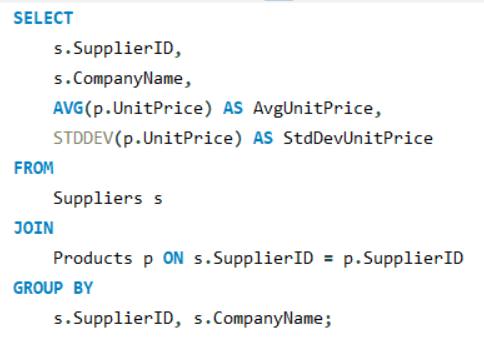 SELECT
s.SupplierID,
s.CompanyName,
AVG(p.UnitPrice) AS AvgUnitPrice,
STDDEV(p.UnitPrice) AS StdDevUnitPrice
FROM
Suppliers s
JOIN
Products p ON s.SupplierID = p.SupplierID
GROUP BY
s.SupplierID, s.CompanyName;